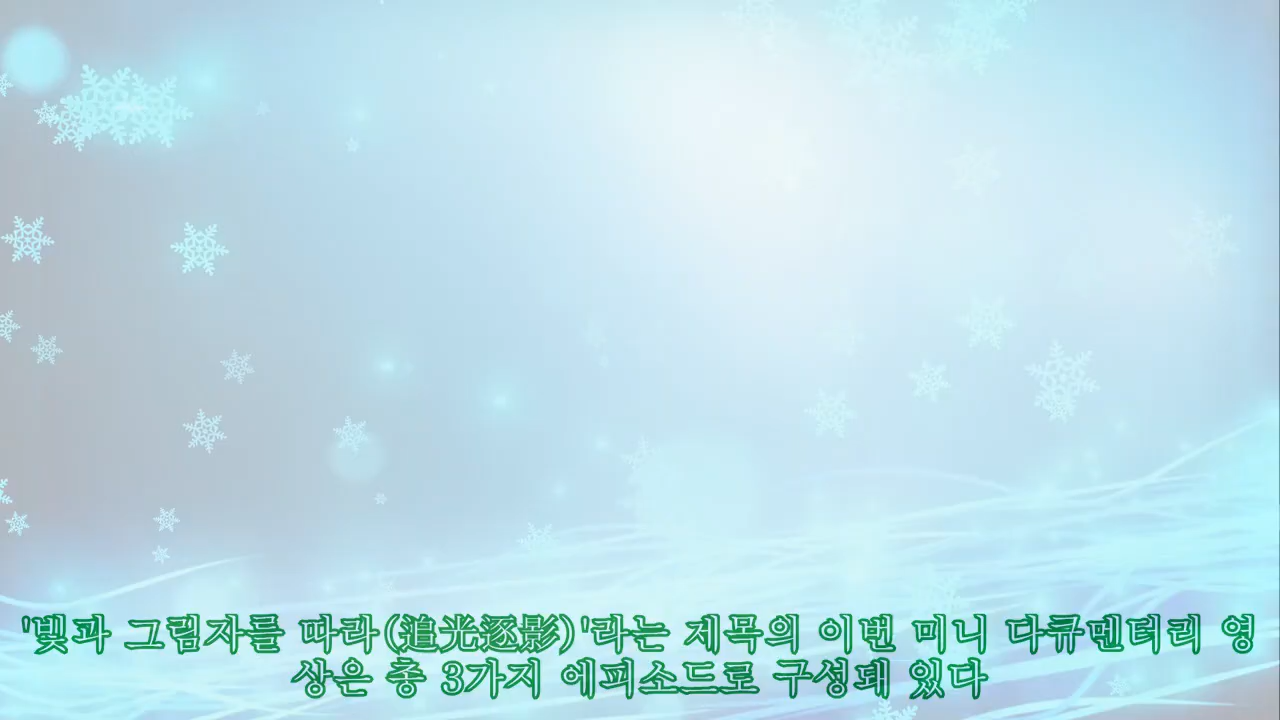 '빛과 그림자를 따라(追光逐影)'라는 제목의 이번 미니 다큐멘터리 영
상은 총 3가지 에피소드로 구성돼 있다